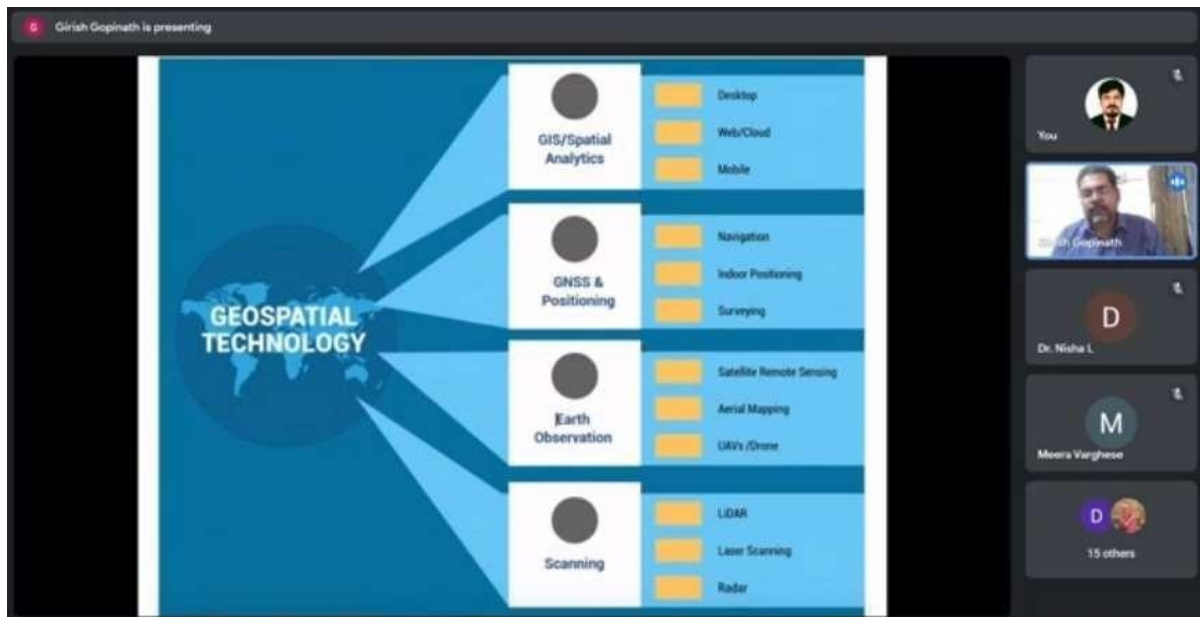 G
Girish Gopinath is presenting
GEOSPATIAL
TECHNOLOGY
GIS/Spatial
Analytics
Desktop
Web/Cloud
Mobile
GNSS &
Positioning
Navigation
Indoor Positioning
Surveying
Earth
Observation
Satellite Remote Sensing
Aerial Mapping
UAVs /Drone
Scanning
LiDAR
Laser Scanning
Radar
You
Girish Gopinath
D
Dr. Nisha L
M
Meera Varghese
D
15 others